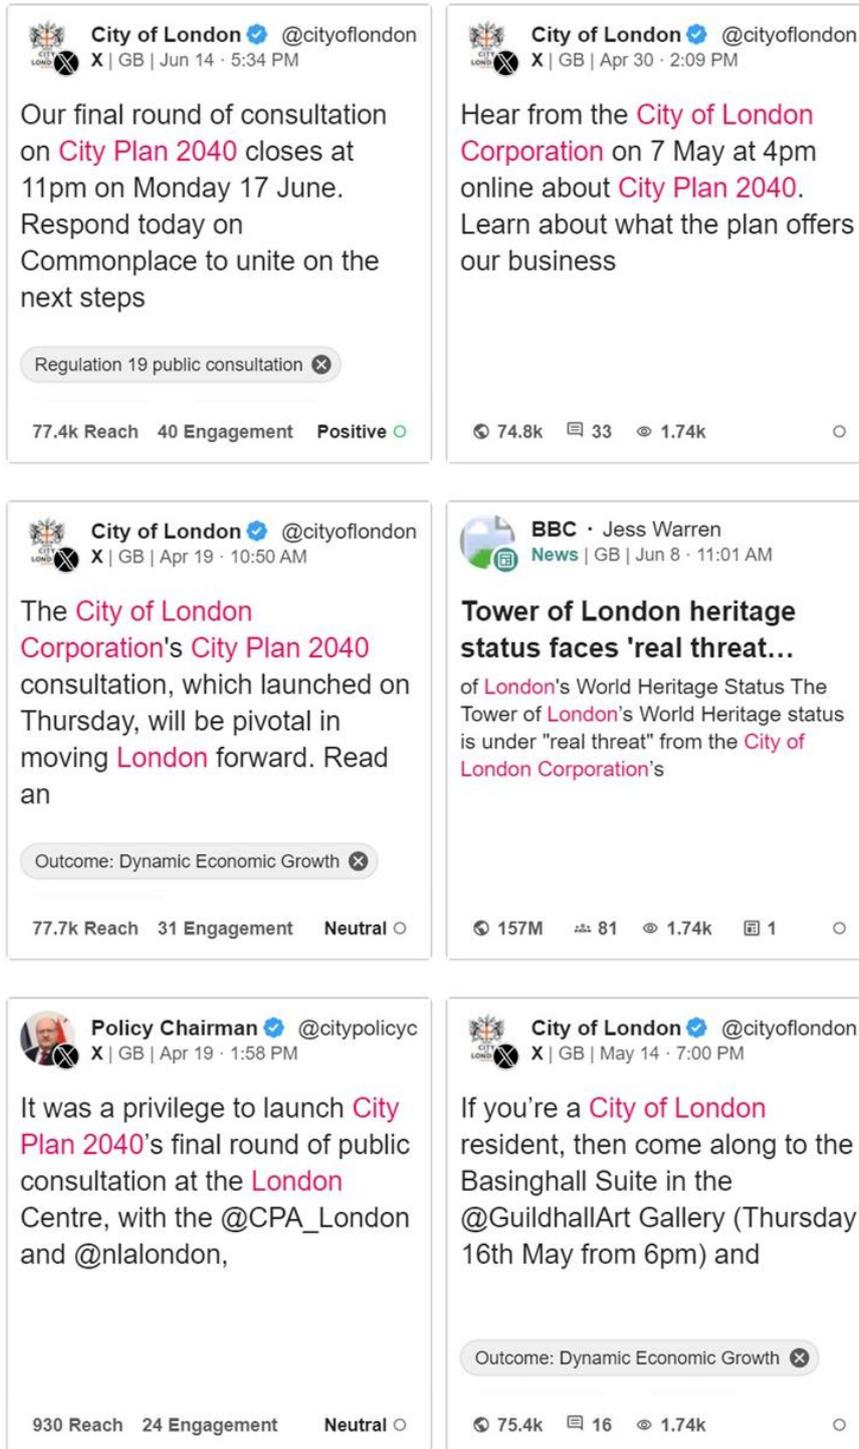 City of London @cityoflondon
X | GB | Jun 14 · 5:34 PM
Our final round of consultation
on City Plan 2040 closes at
11pm on Monday 17 June.
Respond today on
Commonplace to unite on the
next steps
Regulation 19 public consultation
77.4k Reach 40 Engagement Positive
City of London @cityoflondon
X | GB | Apr 30 · 2:09 PM
Hear from the City of London
Corporation on 7 May at 4pm
online about City Plan 2040.
Learn about what the plan offers
our business
74.8k 33 1.74k
City of London @cityoflondon
X | GB | Apr 19 · 10:50 AM
The City of London
Corporation's City Plan 2040
consultation, which launched on
Thursday, will be pivotal in
moving London forward. Read
an
Outcome: Dynamic Economic Growth
77.7k Reach 31 Engagement Neutral
BBC · Jess Warren
News | GB | Jun 8 · 11:01 AM
Tower of London heritage
status faces 'real threat...
of London's World Heritage Status The
Tower of London’s World Heritage status
is under "real threat" from the City of
London Corporation’s
157M 81 1.74k 1
Policy Chairman @citypolicyc
X | GB | Apr 19 · 1:58 PM
It was a privilege to launch City
Plan 2040’s final round of public
consultation at the London
Centre, with the @CPA_London
and @nlalondon,
930 Reach 24 Engagement Neutral
City of London @cityoflondon
X | GB | May 14 · 7:00 PM
If you’re a City of London
resident, then come along to the
Basinghall Suite in the
@GuildhallArt Gallery (Thursday
16th May from 6pm) and
Outcome: Dynamic Economic Growth
75.4k 16 1.74k